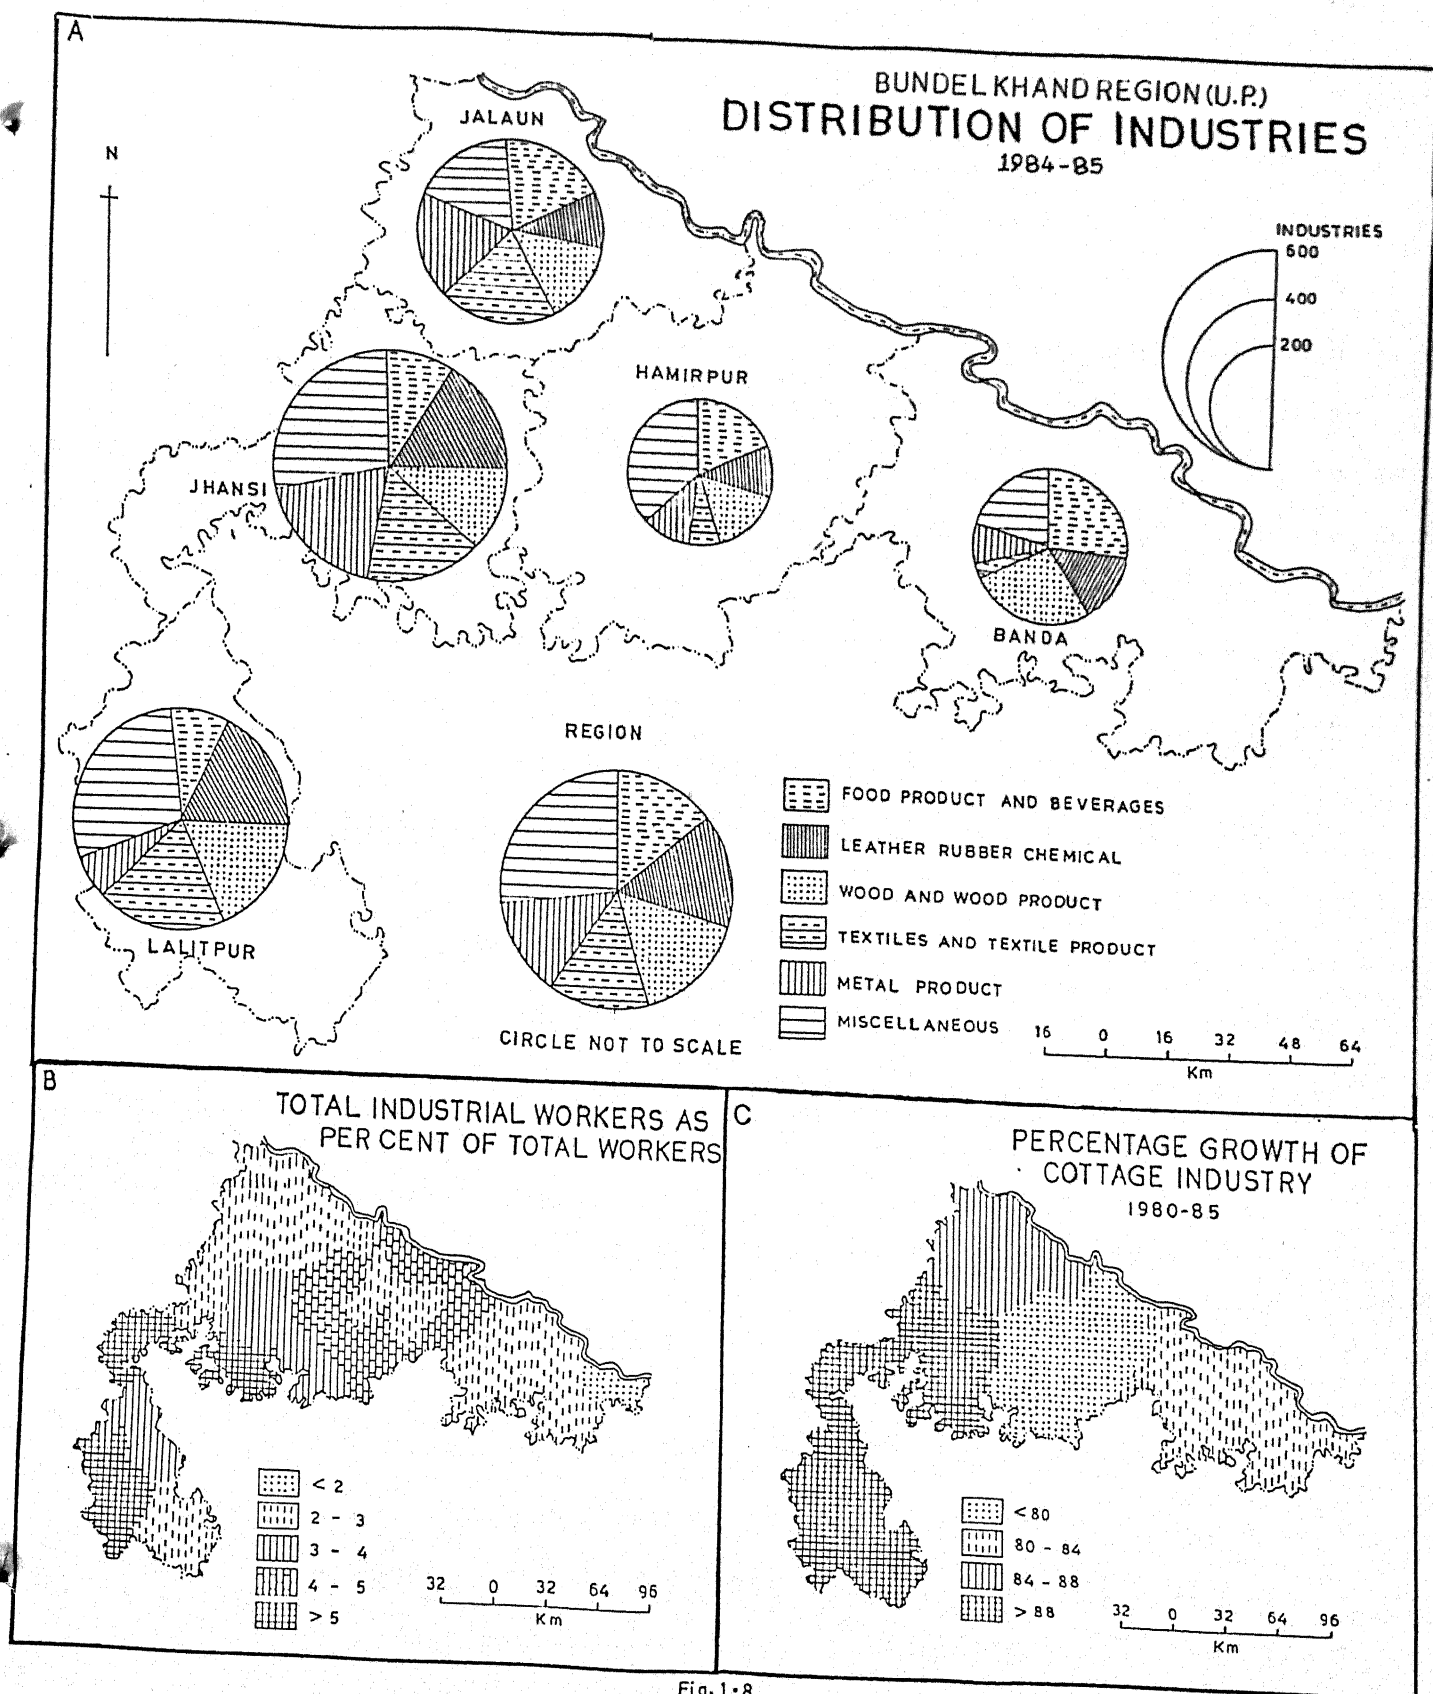 A
BUNDELKHAND REGION (U.P.)
DISTRIBUTION OF INDUSTRIES
1984-85
N
JALAUN
INDUSTRIES
600
400
200
HAMIRPUR
JHANSI
BANDA
REGION
LALITPUR
CIRCLE NOT TO SCALE
FOOD PRODUCT AND BEVERAGES
LEATHER RUBBER CHEMICAL
WOOD AND WOOD PRODUCT
TEXTILES AND TEXTILE PRODUCT
METAL PRODUCT
MISCELLANEOUS
16 0 16 32 48 64
Km
B
TOTAL INDUSTRIAL WORKERS AS
PER CENT OF TOTAL WORKERS
< 2
2 - 3
3 - 4
4 - 5
> 5
32 0 32 64 96
Km
C
PERCENTAGE GROWTH OF
COTTAGE INDUSTRY
1980-85
< 80
80 - 84
84 - 88
> 88
32 0 32 64 96
Km
Fig. 1.8